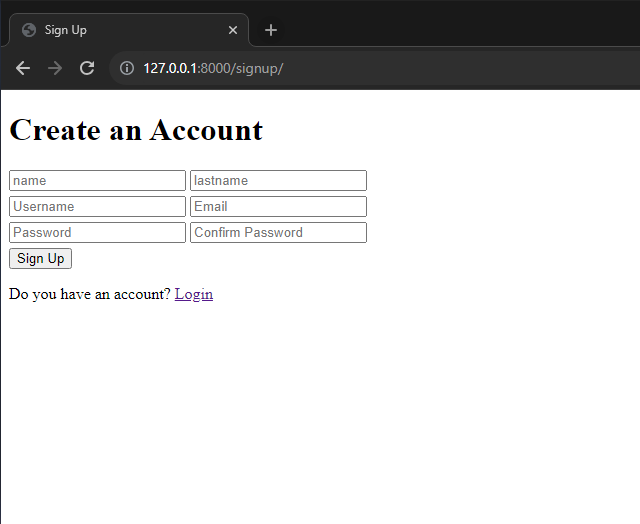 Sign Up
127.0.0.1:8000/signup/
Create an Account
name lastname
Username Email
Password Confirm Password
Sign Up
Do you have an account? Login